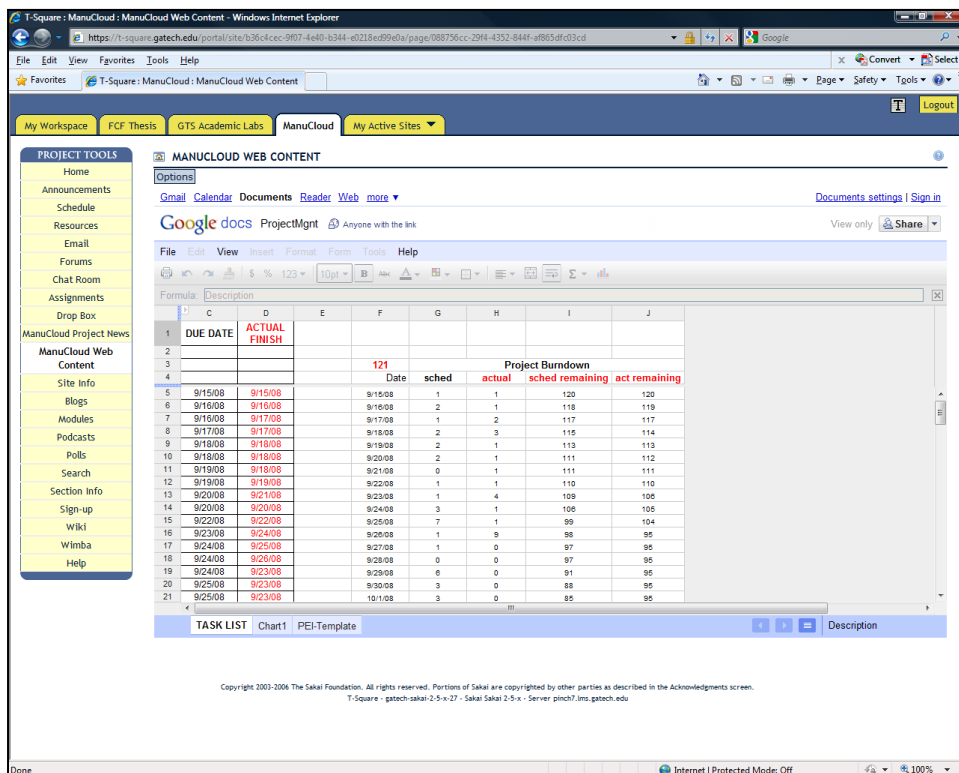 T-Square : ManuCloud : ManuCloud Web Content - Windows Internet Explorer
https://t-square.gatech.edu/portal/site/b36c4cec-9f07-4e40-b344-e0218ed99e0a/page/088756cc-29f4-4352-844f-af865dfc03cd Google
File Edit View Favorites Tools Help Convert Select
Favorites T-Square : ManuCloud : ManuCloud Web Content Page Safety Tools
T Logout
My Workspace FCF Thesis GTS Academic Labs ManuCloud My Active Sites
PROJECT TOOLS
Home
Announcements
Schedule
Resources
Email
Forums
Chat Room
Assignments
Drop Box
ManuCloud Project News
ManuCloud Web
Content
Site Info
Blogs
Modules
Podcasts
Polls
Search
Section Info
Sign-up
Wiki
Wimba
Help
MANUCLOUD WEB CONTENT
Options
Gmail Calendar Documents Reader Web more Documents settings | Sign in
Google docs ProjectMgnt Anyone with the link View only Share
File Edit View Insert Format Form Tools Help
$ % 123 10pt B Abc A Σ
Formula: Description
C D E F G H I J
1 DUE DATE ACTUAL FINISH
2
3 121 Project Burndown
4 Date sched actual sched remaining act remaining
5 9/15/08 9/15/08 9/15/08 1 1 120 120
6 9/16/08 9/16/08 9/16/08 2 1 118 119
7 9/16/08 9/17/08 9/17/08 1 2 117 117
8 9/17/08 9/17/08 9/18/08 2 3 115 114
9 9/18/08 9/18/08 9/19/08 2 1 113 113
10 9/18/08 9/18/08 9/20/08 2 1 111 112
11 9/19/08 9/18/08 9/21/08 0 1 111 111
12 9/19/08 9/19/08 9/22/08 1 1 110 110
13 9/20/08 9/21/08 9/23/08 1 4 109 106
14 9/20/08 9/20/08 9/24/08 3 1 106 105
15 9/22/08 9/22/08 9/25/08 7 1 99 104
16 9/23/08 9/24/08 9/26/08 1 9 98 95
17 9/24/08 9/25/08 9/27/08 1 0 97 95
18 9/24/08 9/26/08 9/28/08 0 0 97 95
19 9/24/08 9/23/08 9/29/08 6 0 91 95
20 9/25/08 9/23/08 9/30/08 3 0 88 95
21 9/25/08 9/23/08 10/1/08 3 0 85 95
TASK LIST Chart1 PEI-Template Description
Copyright 2003-2006 The Sakai Foundation. All rights reserved. Portions of Sakai are copyrighted by other parties as described in the Acknowledgments screen.
T-Square - gatech-sakai-2-5-x-27 - Sakai Sakai 2-5-x - Server pinch7.lms.gatech.edu
Done Internet | Protected Mode: Off 100%